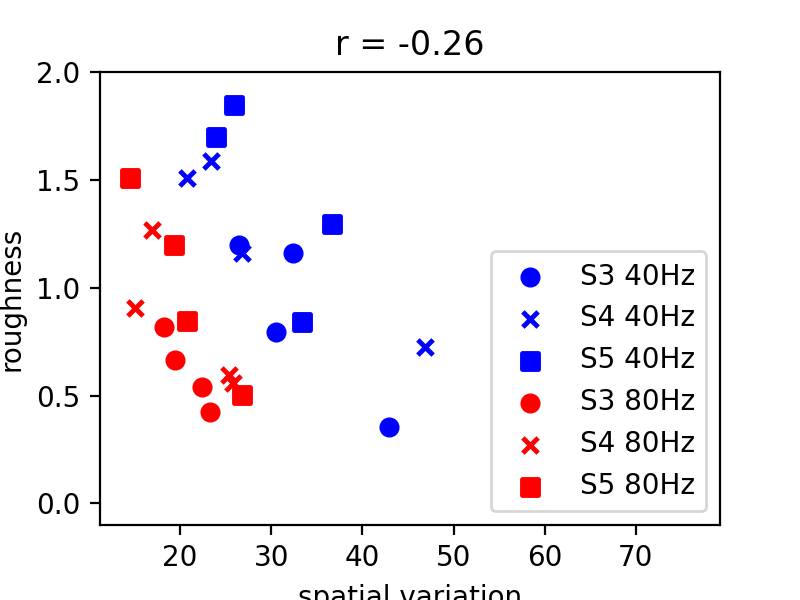 r = -0.26
2.0
1.5
1.0
0.5
0.0
roughness
S3 40Hz
S4 40Hz
S5 40Hz
S3 80Hz
S4 80Hz
S5 80Hz
20 30 40 50 60 70
spatial variation